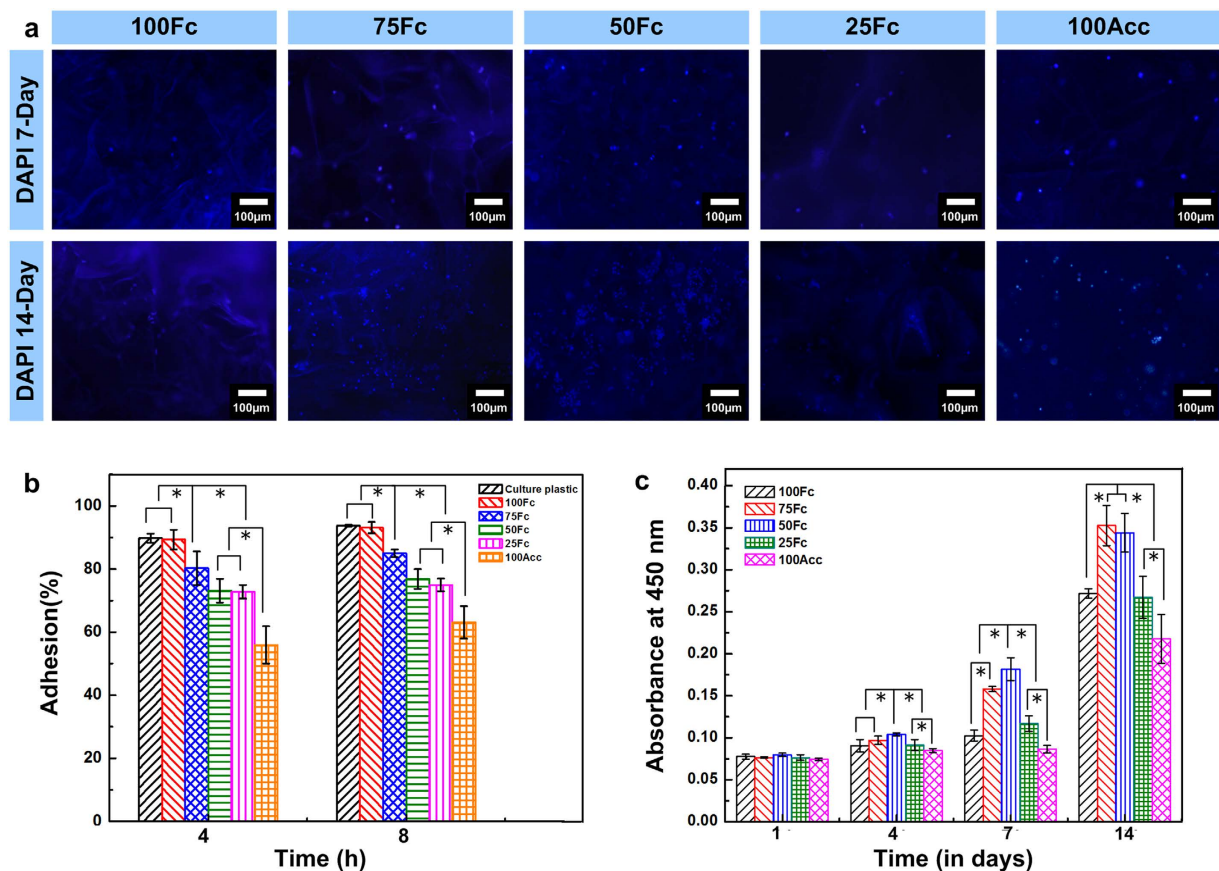 a
100Fc 75Fc 50Fc 25Fc 100Acc
DAPI 7-Day
100µm 100µm 100µm 100µm 100µm
DAPI 14-Day
100µm 100µm 100µm 100µm 100µm
b
Adhesion(%)
100
80
60
40
20
0
* * * * * *
Culture plastic
100Fc
75Fc
50Fc
25Fc
100Acc
4 8
Time (h)
c
Absorbance at 450 nm
0.40
0.35
0.30
0.25
0.20
0.15
0.10
0.05
0.00
100Fc
75Fc
50Fc
25Fc
100Acc
* * *
* * * *
* * *
1 4 7 14
Time (in days)